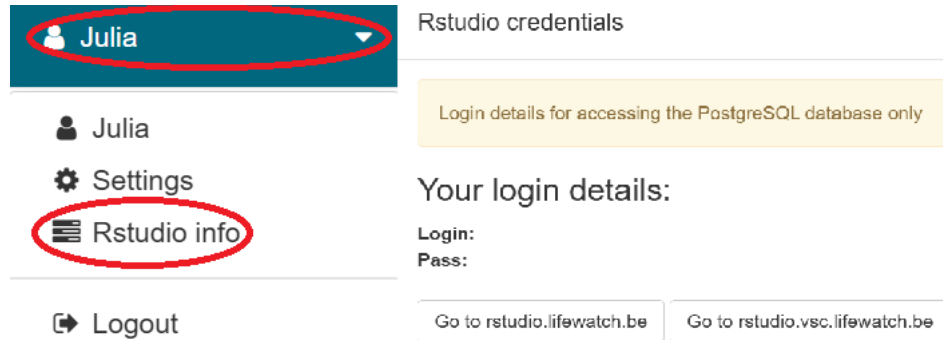 Julia
Julia
Settings
Rstudio info
Logout
Rstudio credentials
Login details for accessing the PostgreSQL database only
Your login details:
Login:
Pass:
Go to rstudio.lifewatch.be
Go to rstudio.vsc.lifewatch.be